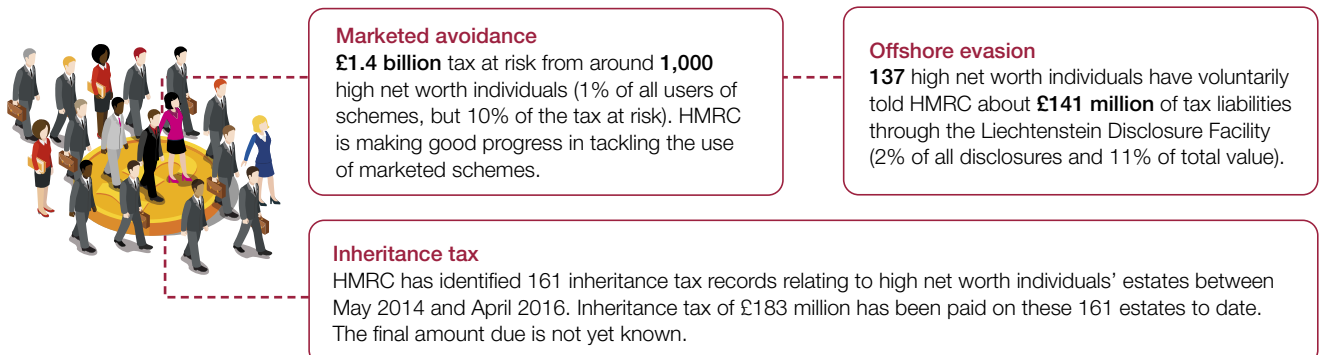 Marketed avoidance
£1.4 billion tax at risk from around 1,000
high net worth individuals (1% of all users of
schemes, but 10% of the tax at risk). HMRC
is making good progress in tackling the use
of marketed schemes.
Offshore evasion
137 high net worth individuals have voluntarily
told HMRC about £141 million of tax liabilities
through the Liechtenstein Disclosure Facility
(2% of all disclosures and 11% of total value).
Inheritance tax
HMRC has identified 161 inheritance tax records relating to high net worth individuals’ estates between
May 2014 and April 2016. Inheritance tax of £183 million has been paid on these 161 estates to date.
The final amount due is not yet known.